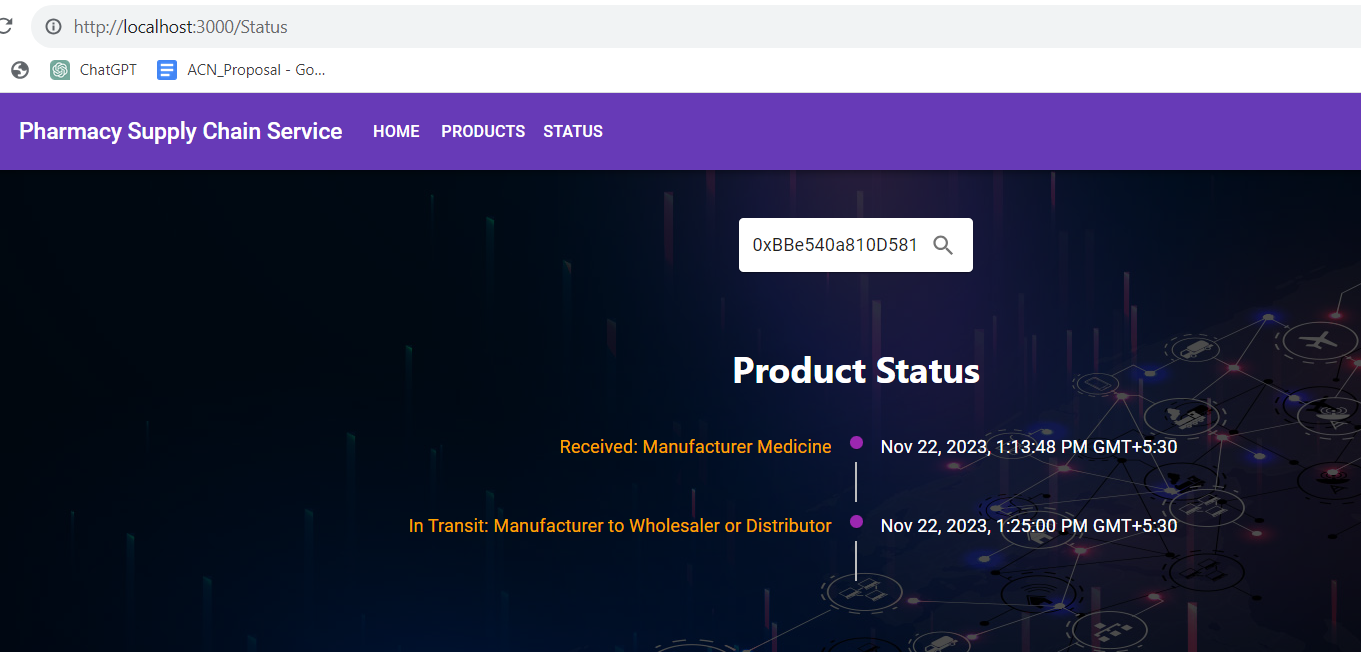 http://localhost:3000/Status
ChatGPT ACN_Proposal - Go...
Pharmacy Supply Chain Service HOME PRODUCTS STATUS
0xBBe540a810D581
Product Status
Received: Manufacturer Medicine Nov 22, 2023, 1:13:48 PM GMT+5:30
In Transit: Manufacturer to Wholesaler or Distributor Nov 22, 2023, 1:25:00 PM GMT+5:30